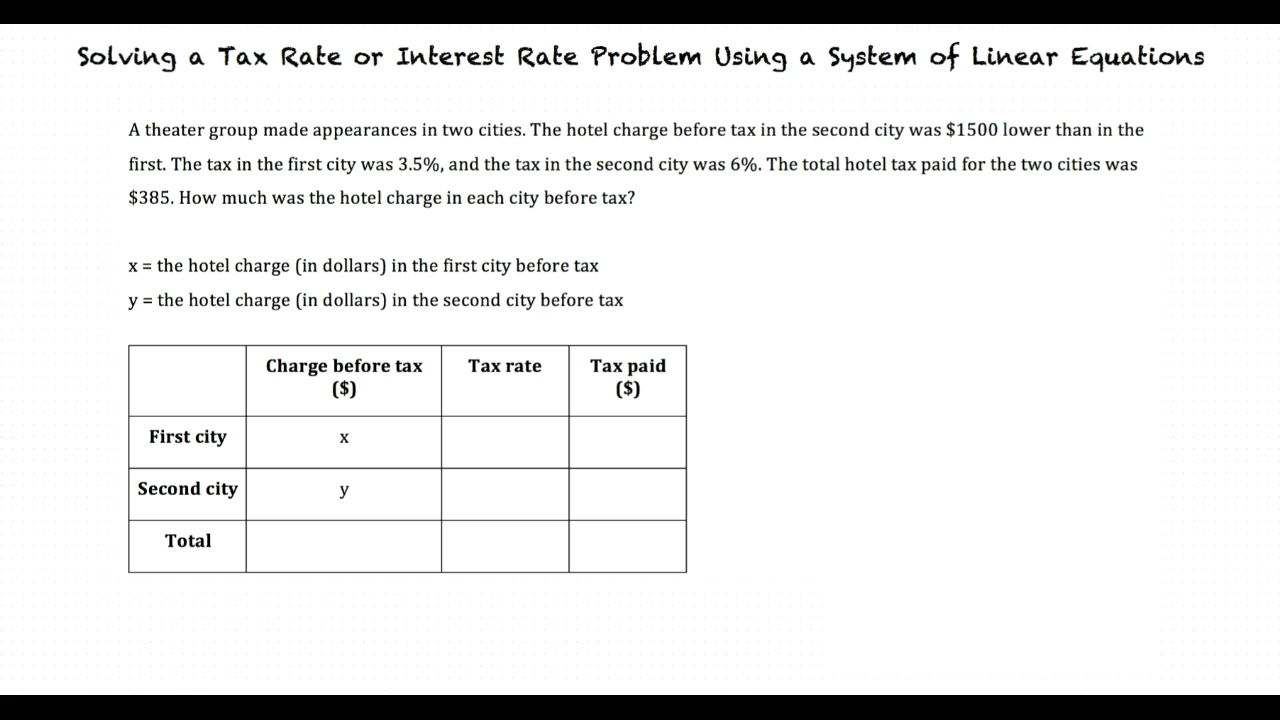 Solving a Tax Rate or Interest Rate Problem Using a System of Linear Equations
A theater group made appearances in two cities. The hotel charge before tax in the second city was $1500 lower than in the
first. The tax in the first city was 3.5%, and the tax in the second city was 6%. The total hotel tax paid for the two cities was
$385. How much was the hotel charge in each city before tax?
x = the hotel charge (in dollars) in the first city before tax
y = the hotel charge (in dollars) in the second city before tax
Charge before tax Tax rate Tax paid
($) ($)
First city x
Second city y
Total